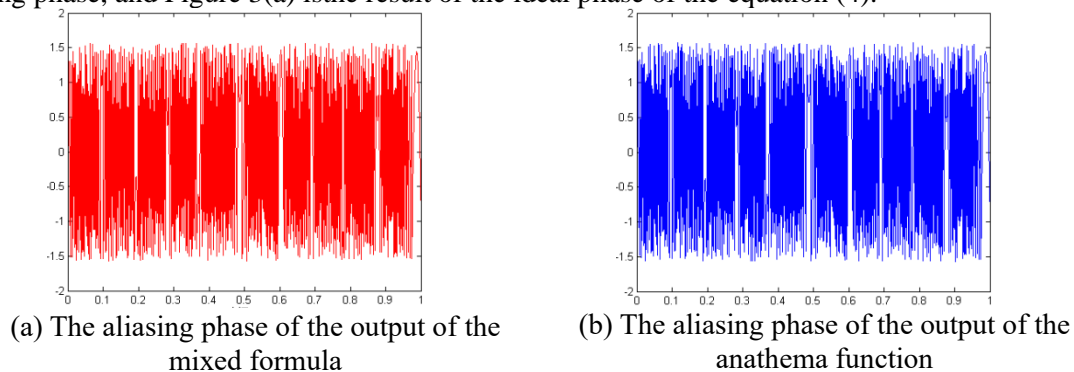 ng phase, and Figure 3(a) isthe result of the ideal phase of the equation (4).
2
1.5
1
0.5
0
-0.5
-1
-1.5
-2
0 0.1 0.2 0.3 0.4 0.5 0.6 0.7 0.8 0.9 1
(a) The aliasing phase of the output of the
mixed formula
2
1.5
1
0.5
0
-0.5
-1
-1.5
-2
0 0.1 0.2 0.3 0.4 0.5 0.6 0.7 0.8 0.9 1
(b) The aliasing phase of the output of the
anathema function